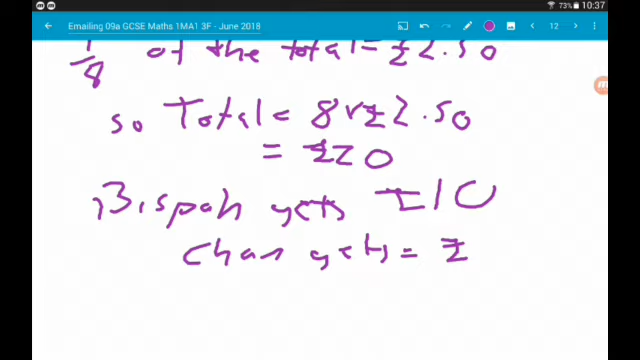 73% 10:37
Emailing 09a GCSE Maths 1MA1 3F - June 2018
12
1/8 of the total = £2.50
so Total = 8 x £2.50
= £20
Bispah gets £10
Chan gets = £